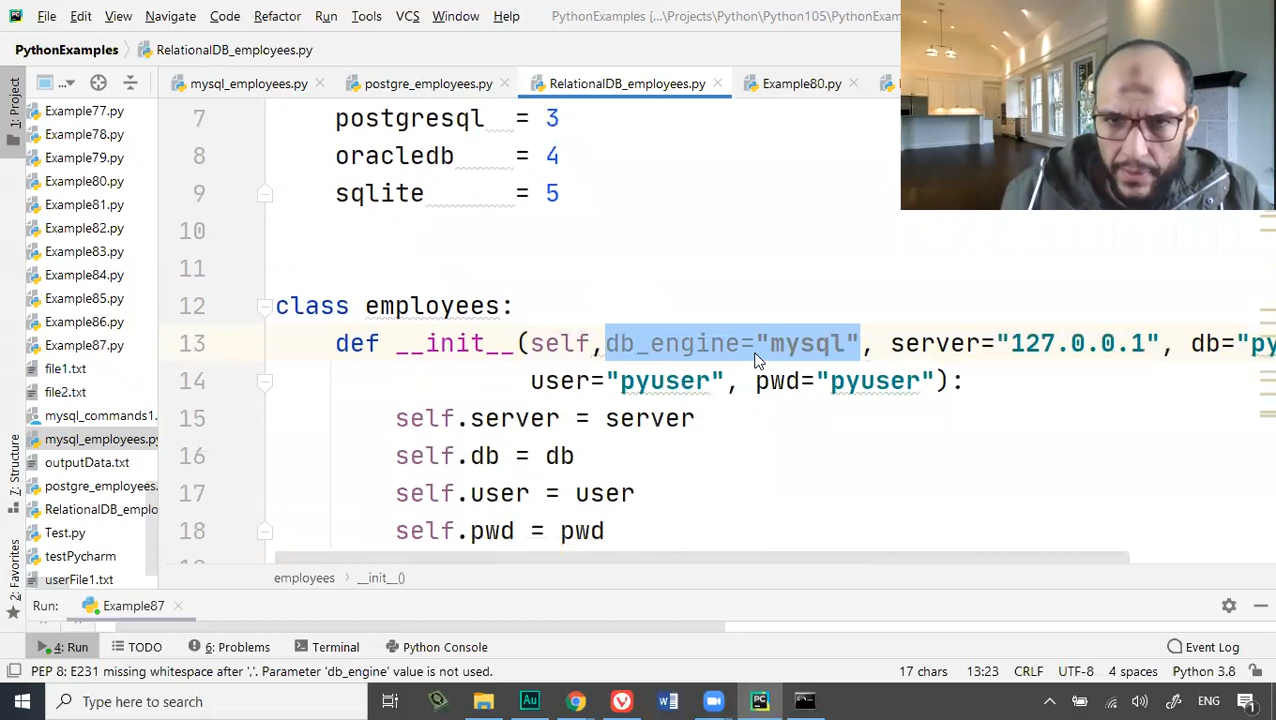 File Edit View Navigate Code Refactor Run Tools VCS Window Help PythonExamples [...\Projects\Python\Python105\PythonExam
PythonExamples RelationalDB_employees.py
mysql_employees.py postgre_employees.py RelationalDB_employees.py Example80.py
1: Project
7: Structure
2: Favorites
Example77.py
Example78.py
Example79.py
Example80.py
Example81.py
Example82.py
Example83.py
Example84.py
Example85.py
Example86.py
Example87.py
file1.txt
file2.txt
mysql_commands1.
mysql_employees.py
outputData.txt
postgre_employees.
RelationalDB_emplo
Test.py
testPycharm
userFile1.txt
7 postgresql = 3
8 oracledb = 4
9 sqlite = 5
10
11
12 class employees:
13 def __init__(self,db_engine="mysql", server="127.0.0.1", db="py
14 user="pyuser", pwd="pyuser"):
15 self.server = server
16 self.db = db
17 self.user = user
18 self.pwd = pwd
employees __init__()
Run: Example87
4: Run TODO 6: Problems Terminal Python Console Event Log
PEP 8: E231 missing whitespace after ','. Parameter 'db_engine' value is not used. 17 chars 13:23 CRLF UTF-8 4 spaces Python 3.8
Type here to search ENG